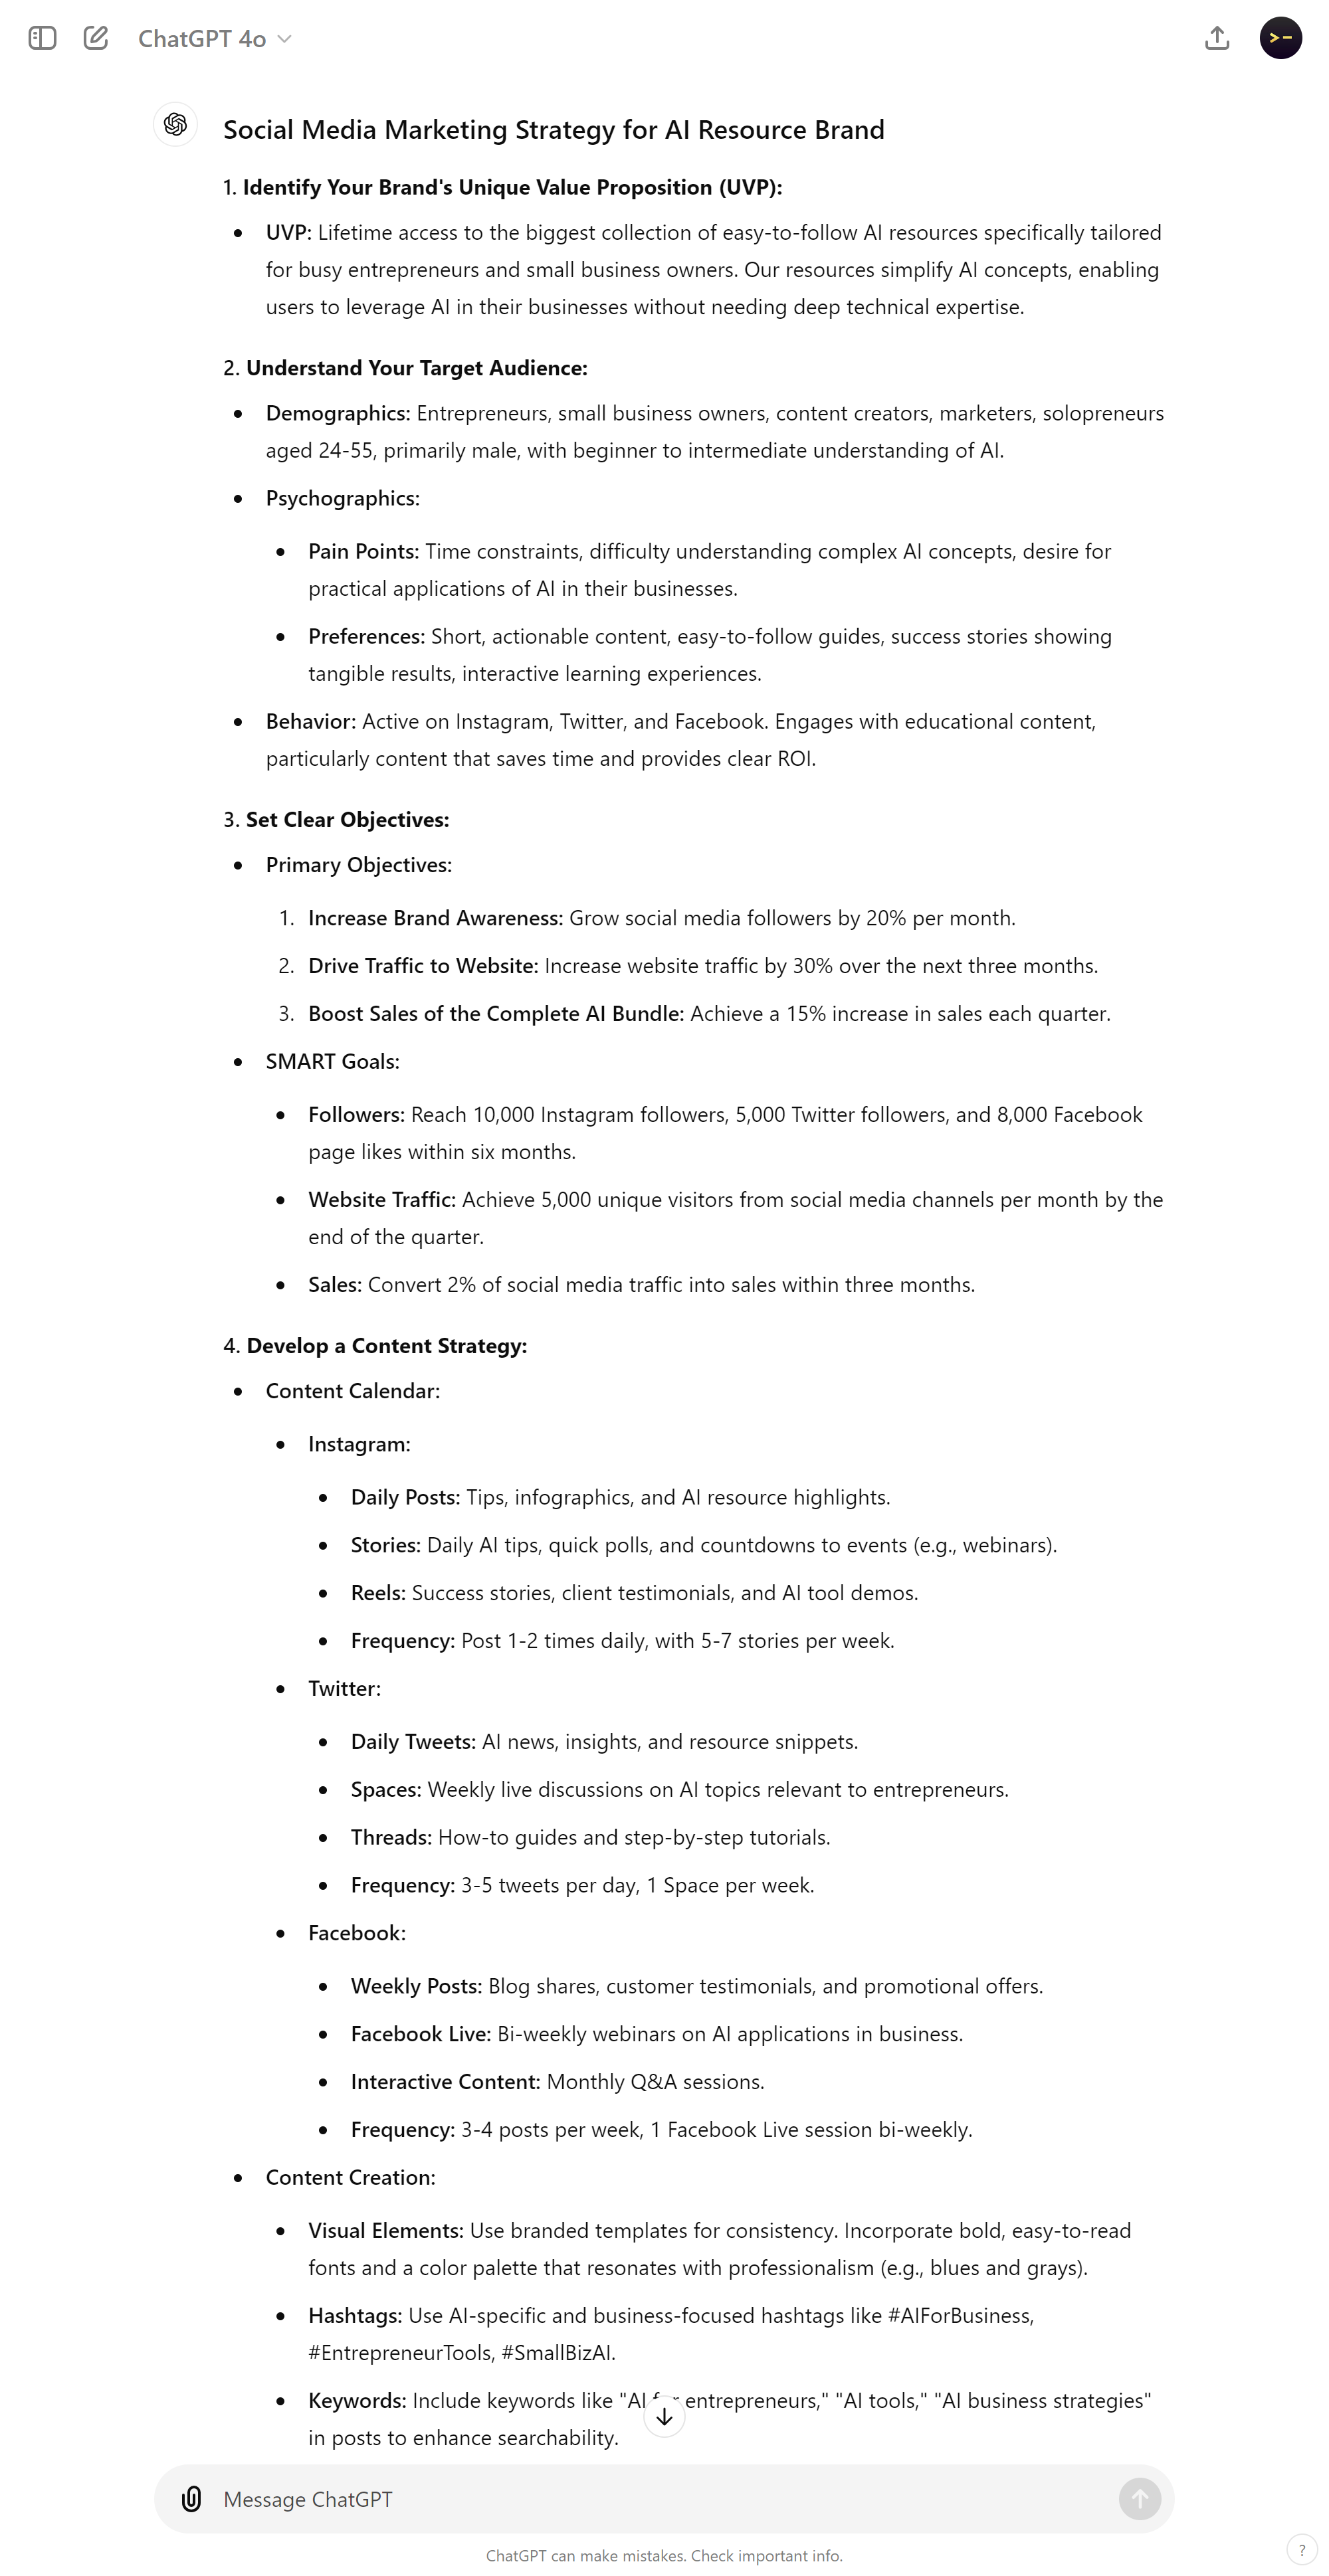 ChatGPT 4o
>-
Social Media Marketing Strategy for AI Resource Brand
1. Identify Your Brand's Unique Value Proposition (UVP):
• UVP: Lifetime access to the biggest collection of easy-to-follow AI resources specifically tailored
for busy entrepreneurs and small business owners. Our resources simplify AI concepts, enabling
users to leverage AI in their businesses without needing deep technical expertise.
2. Understand Your Target Audience:
• Demographics: Entrepreneurs, small business owners, content creators, marketers, solopreneurs
aged 24-55, primarily male, with beginner to intermediate understanding of AI.
• Psychographics:
• Pain Points: Time constraints, difficulty understanding complex AI concepts, desire for
practical applications of AI in their businesses.
• Preferences: Short, actionable content, easy-to-follow guides, success stories showing
tangible results, interactive learning experiences.
• Behavior: Active on Instagram, Twitter, and Facebook. Engages with educational content,
particularly content that saves time and provides clear ROI.
3. Set Clear Objectives:
• Primary Objectives:
1. Increase Brand Awareness: Grow social media followers by 20% per month.
2. Drive Traffic to Website: Increase website traffic by 30% over the next three months.
3. Boost Sales of the Complete AI Bundle: Achieve a 15% increase in sales each quarter.
• SMART Goals:
• Followers: Reach 10,000 Instagram followers, 5,000 Twitter followers, and 8,000 Facebook
page likes within six months.
• Website Traffic: Achieve 5,000 unique visitors from social media channels per month by the
end of the quarter.
• Sales: Convert 2% of social media traffic into sales within three months.
4. Develop a Content Strategy:
• Content Calendar:
• Instagram:
• Daily Posts: Tips, infographics, and AI resource highlights.
• Stories: Daily AI tips, quick polls, and countdowns to events (e.g., webinars).
• Reels: Success stories, client testimonials, and AI tool demos.
• Frequency: Post 1-2 times daily, with 5-7 stories per week.
• Twitter:
• Daily Tweets: AI news, insights, and resource snippets.
• Spaces: Weekly live discussions on AI topics relevant to entrepreneurs.
• Threads: How-to guides and step-by-step tutorials.
• Frequency: 3-5 tweets per day, 1 Space per week.
• Facebook:
• Weekly Posts: Blog shares, customer testimonials, and promotional offers.
• Facebook Live: Bi-weekly webinars on AI applications in business.
• Interactive Content: Monthly Q&A sessions.
• Frequency: 3-4 posts per week, 1 Facebook Live session bi-weekly.
• Content Creation:
• Visual Elements: Use branded templates for consistency. Incorporate bold, easy-to-read
fonts and a color palette that resonates with professionalism (e.g., blues and grays).
• Hashtags: Use AI-specific and business-focused hashtags like #AIForBusiness,
#EntrepreneurTools, #SmallBizAI.
• Keywords: Include keywords like "AI for entrepreneurs," "AI tools," "AI business strategies"
in posts to enhance searchability.
Message ChatGPT
ChatGPT can make mistakes. Check important info.
?